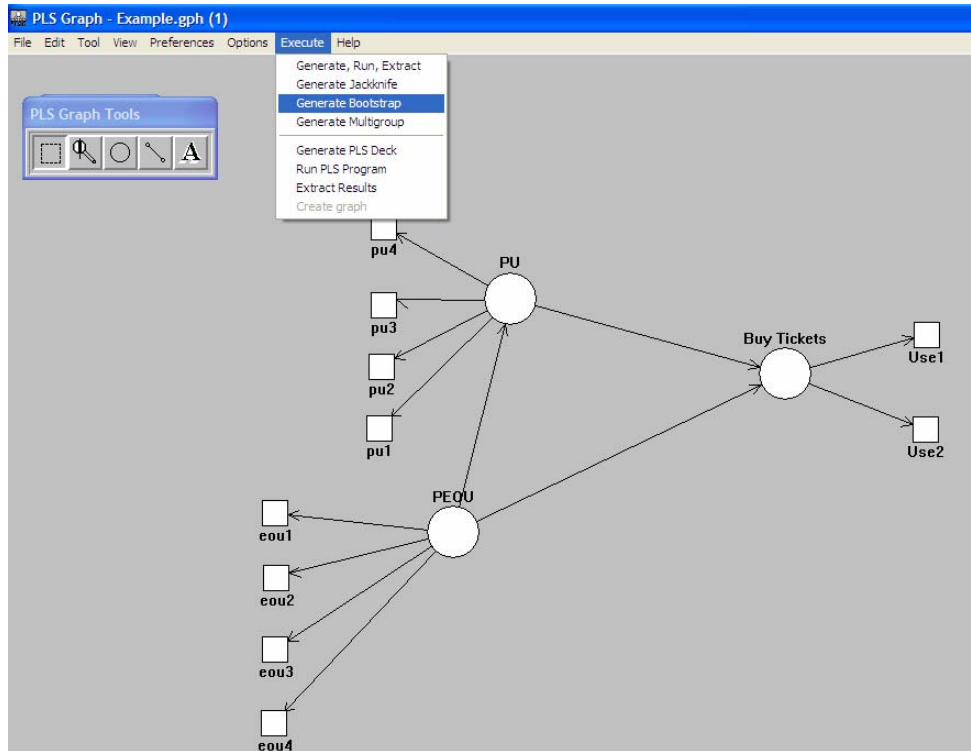 PLS Graph - Example.gph (1)
File Edit Tool View Preferences Options Execute Help
Generate, Run, Extract
Generate Jackknife
Generate Bootstrap
Generate Multigroup
Generate PLS Deck
Run PLS Program
Extract Results
Create graph
PLS Graph Tools
A
pu4
PU
pu3
Buy Tickets
Use1
pu2
pu1
Use2
PEOU
eou1
eou2
eou3
eou4